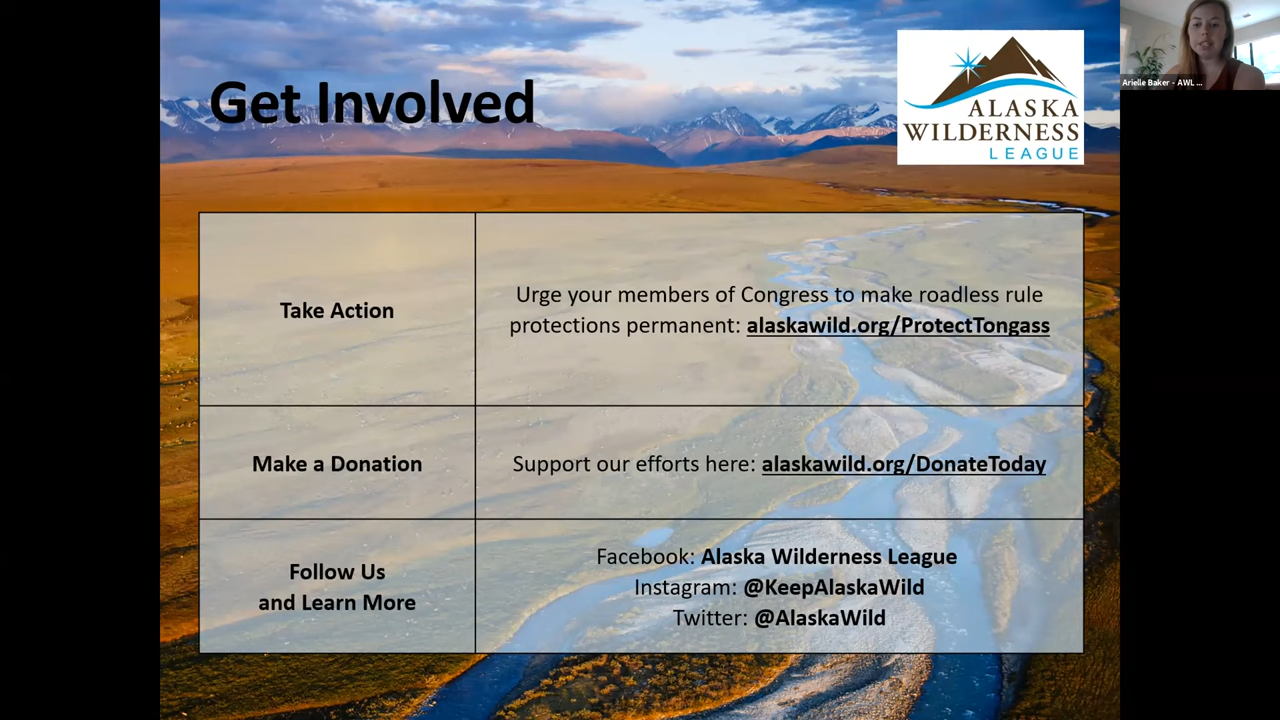 Get Involved
ALASKA
WILDERNESS
LEAGUE
Arielle Baker - AWL ...
Take Action
Urge your members of Congress to make roadless rule
protections permanent: alaskawild.org/ProtectTongass
Make a Donation
Support our efforts here: alaskawild.org/DonateToday
Follow Us
and Learn More
Facebook: Alaska Wilderness League
Instagram: @KeepAlaskaWild
Twitter: @AlaskaWild